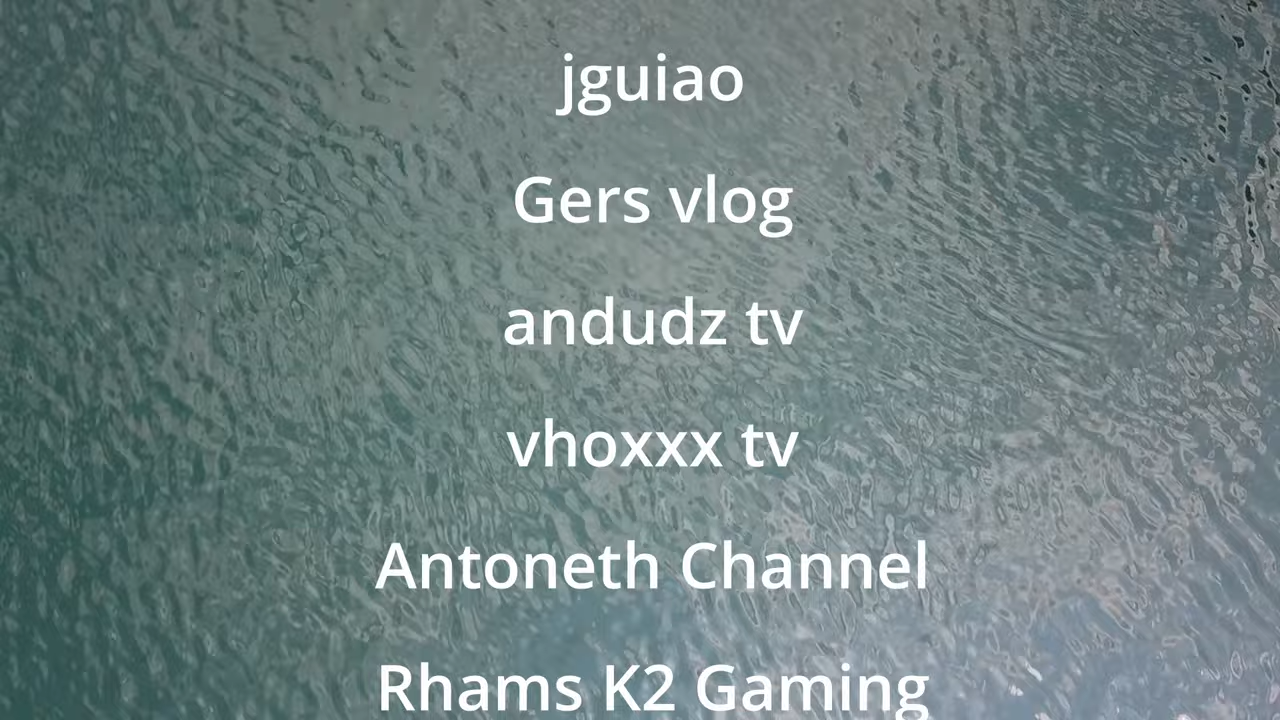 jguiao
Gers vlog
andudz tv
vhoxxx tv
Antoneth Channel
Rhams K2 Gaming